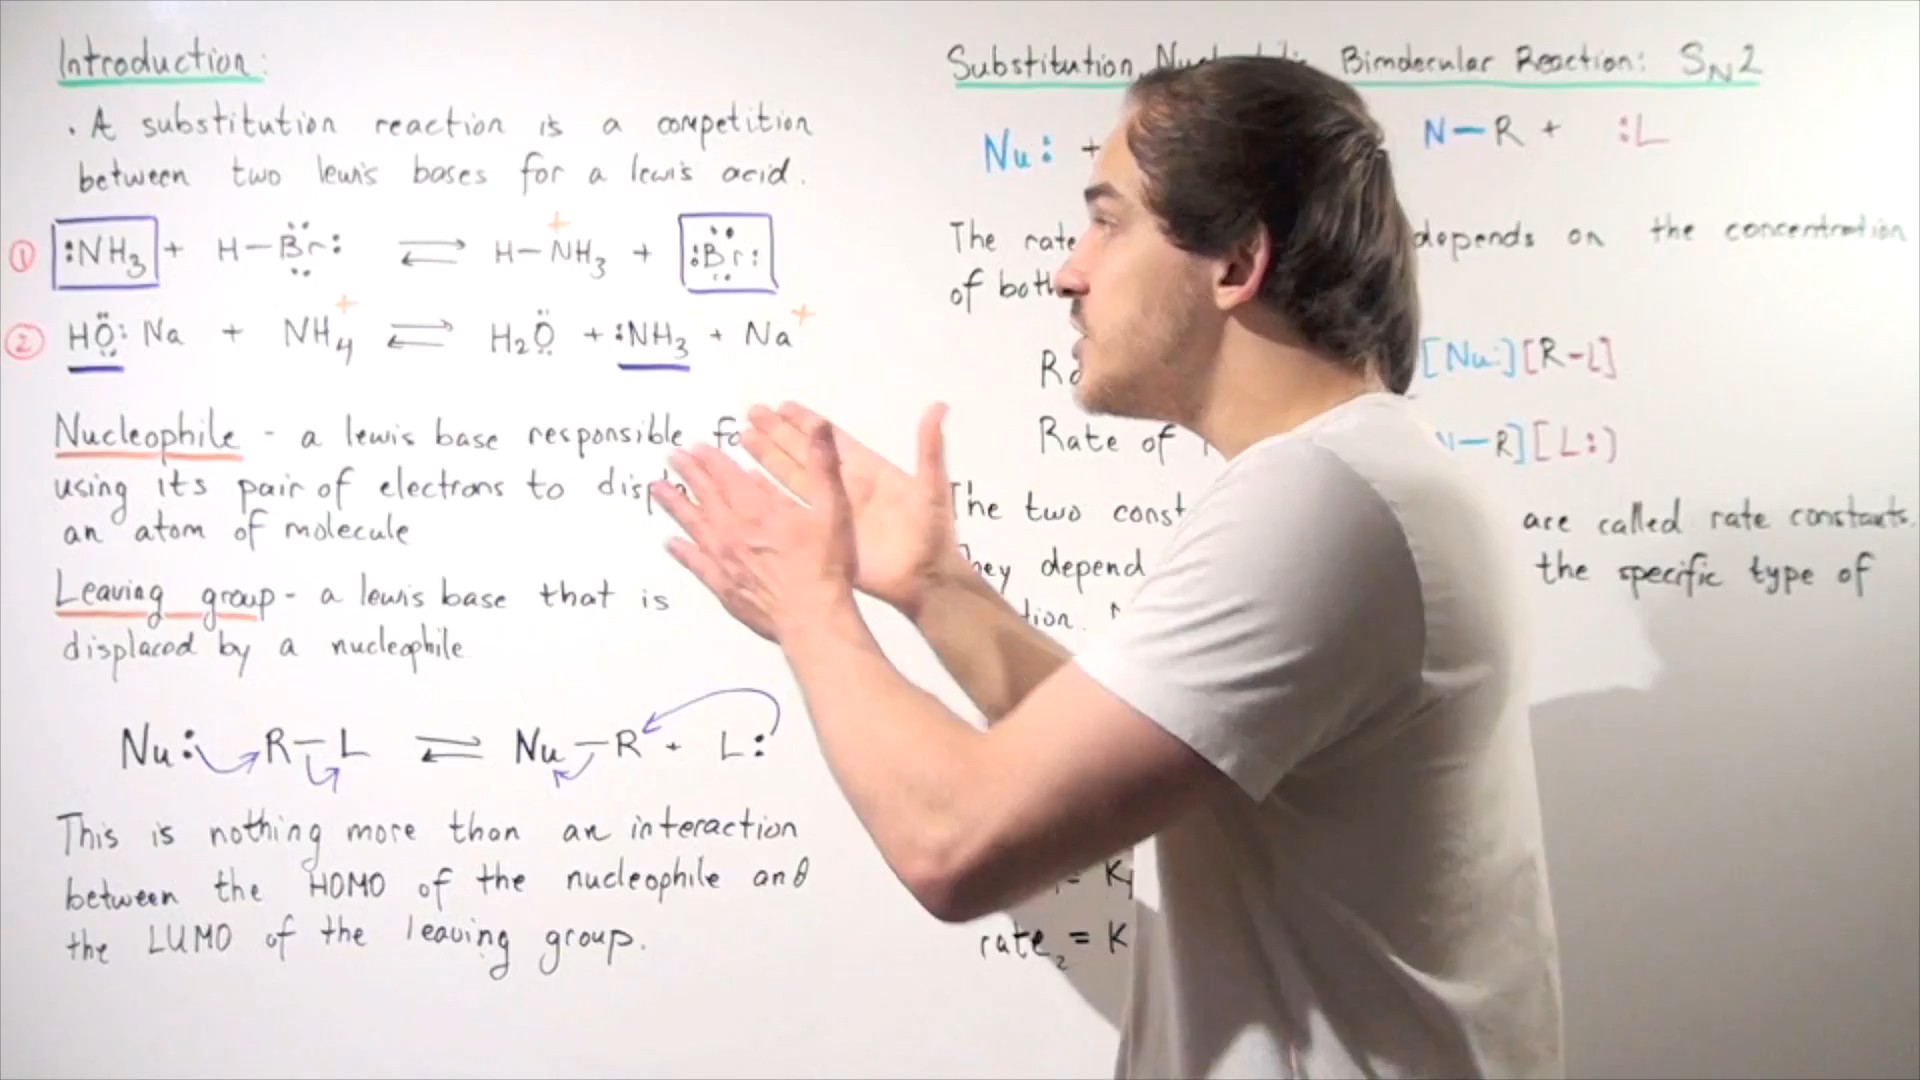 Introduction:
. A substitution reaction is a competition
between two lewis bases for a lewis acid.
① :NH3 + H–Br: ⇌ H–NH3 + :Br:
+
② HO: Na + NH4 ⇌ H2O + :NH3 + Na
+ +
Nucleophile - a lewis base responsible
using its pair of electrons to
an atom of molecule
Leaving group - a lewis base that is
displaced by a nucleophile
Nu: R–L ⇌ Nu–R + L:
This is nothing more than an interaction
between the HOMO of the nucleophile and
the LUMO of the leaving group.
Substitution Bimolecular Reaction: SN2
Nu: + N–R + :L
The rate depends on the concentration
of both
[Nu:][R–L]
Rate of –R][L:)
The two are called rate constants.
depend the specific type of
= K1
rate2 = K